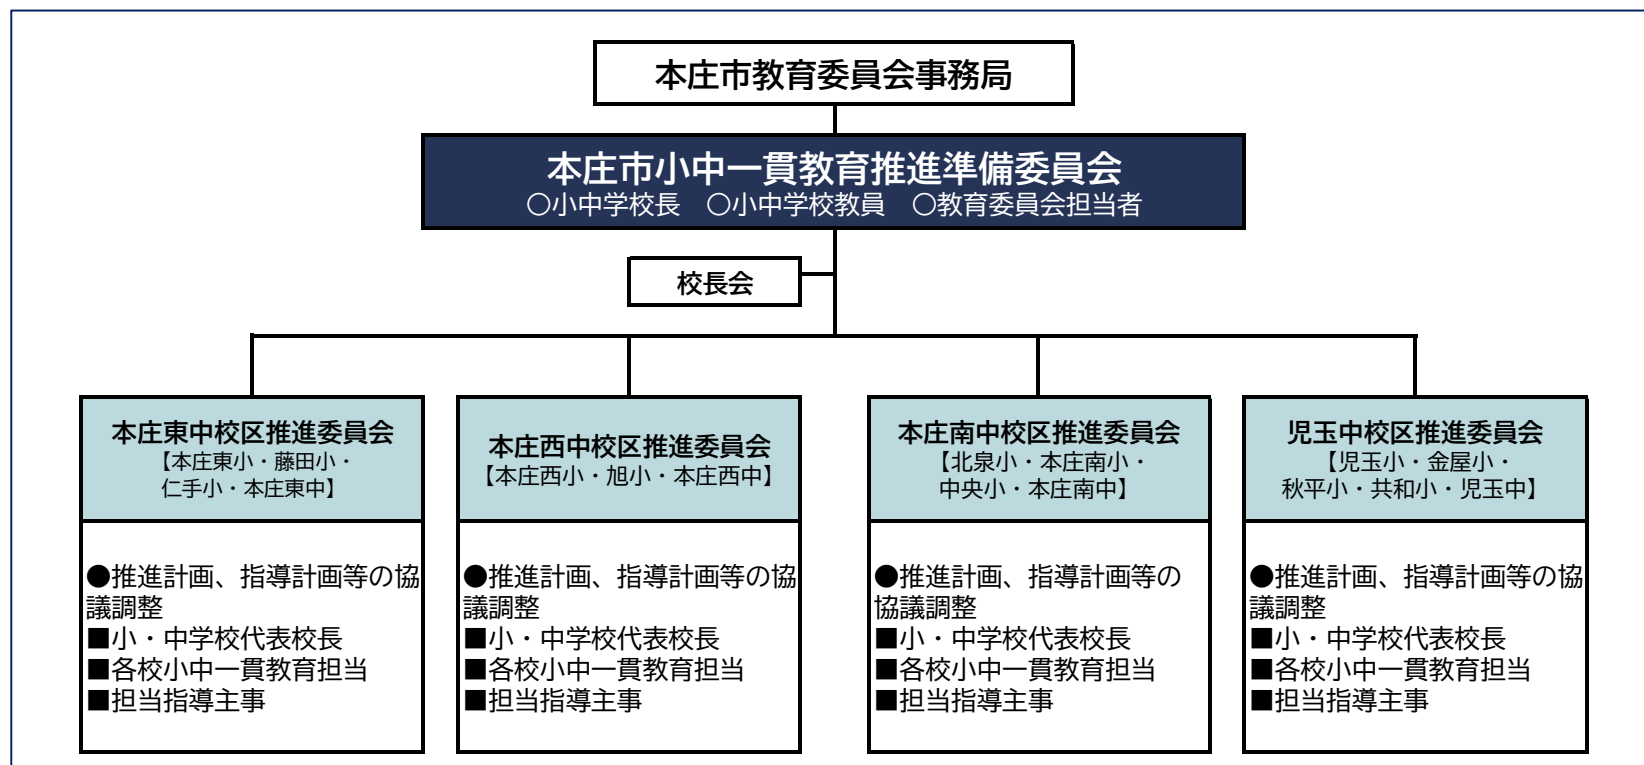 本庄市教育委員会事務局
本庄市小中一貫教育推進準備委員会
〇小中学校長　〇小中学校教員　〇教育委員会担当者
校長会
本庄東中校区推進委員会
【本庄東小・藤田小・
仁手小・本庄東中】
●推進計画、指導計画等の協
議調整
■小・中学校代表校長
■各校小中一貫教育担当
■担当指導主事
本庄西中校区推進委員会
【本庄西小・旭小・本庄西中】
●推進計画、指導計画等の協
議調整
■小・中学校代表校長
■各校小中一貫教育担当
■担当指導主事
本庄南中校区推進委員会
【北泉小・本庄南小・
中央小・本庄南中】
●推進計画、指導計画等の
協議調整
■小・中学校代表校長
■各校小中一貫教育担当
■担当指導主事
児玉中校区推進委員会
【児玉小・金屋小・
秋平小・共和小・児玉中】
●推進計画、指導計画等の協
議調整
■小・中学校代表校長
■各校小中一貫教育担当
■担当指導主事